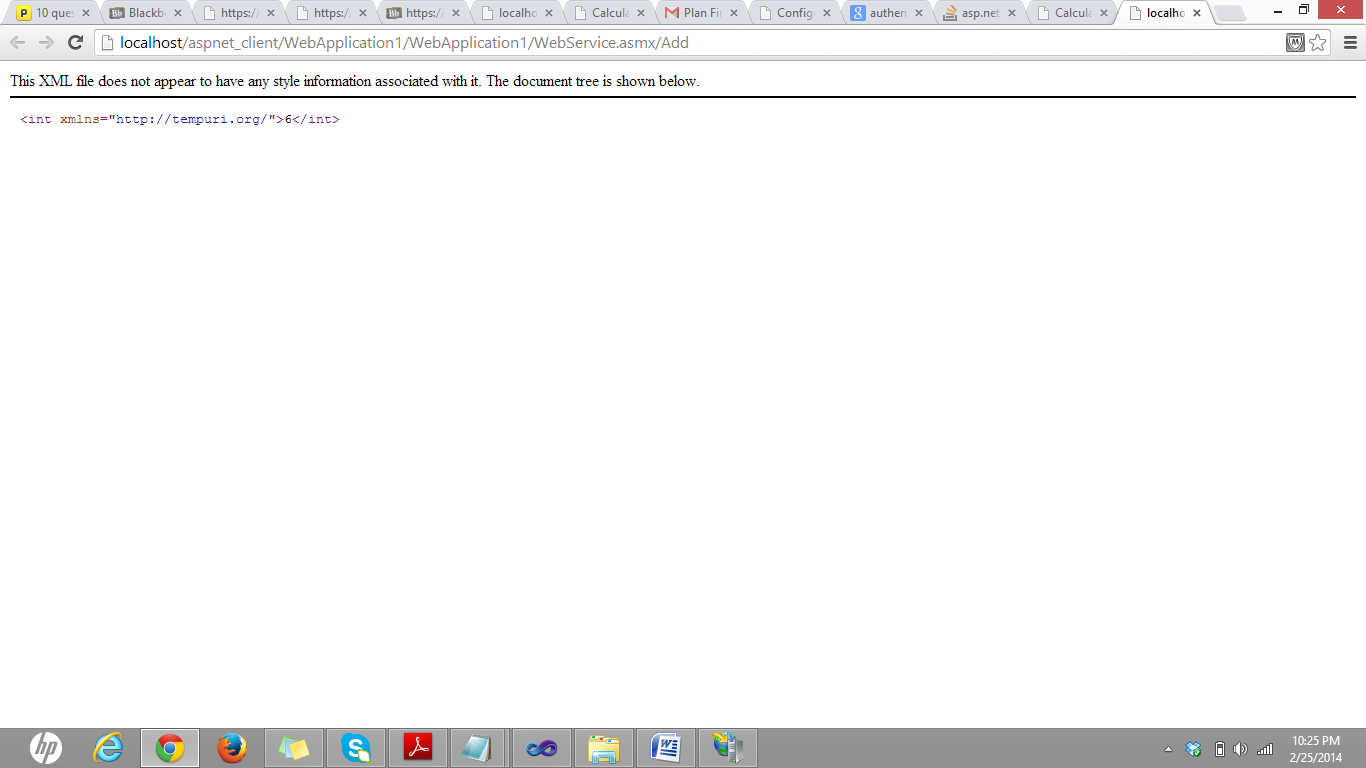 10 ques Blackb https:/ https:/ https:/ localho Calcula Plan Fir Config authen asp.net Calcula localho
localhost/aspnet_client/WebApplication1/WebApplication1/WebService.asmx/Add
This XML file does not appear to have any style information associated with it. The document tree is shown below.
<int xmlns="http://tempuri.org/">6</int>
10:25 PM
2/25/2014